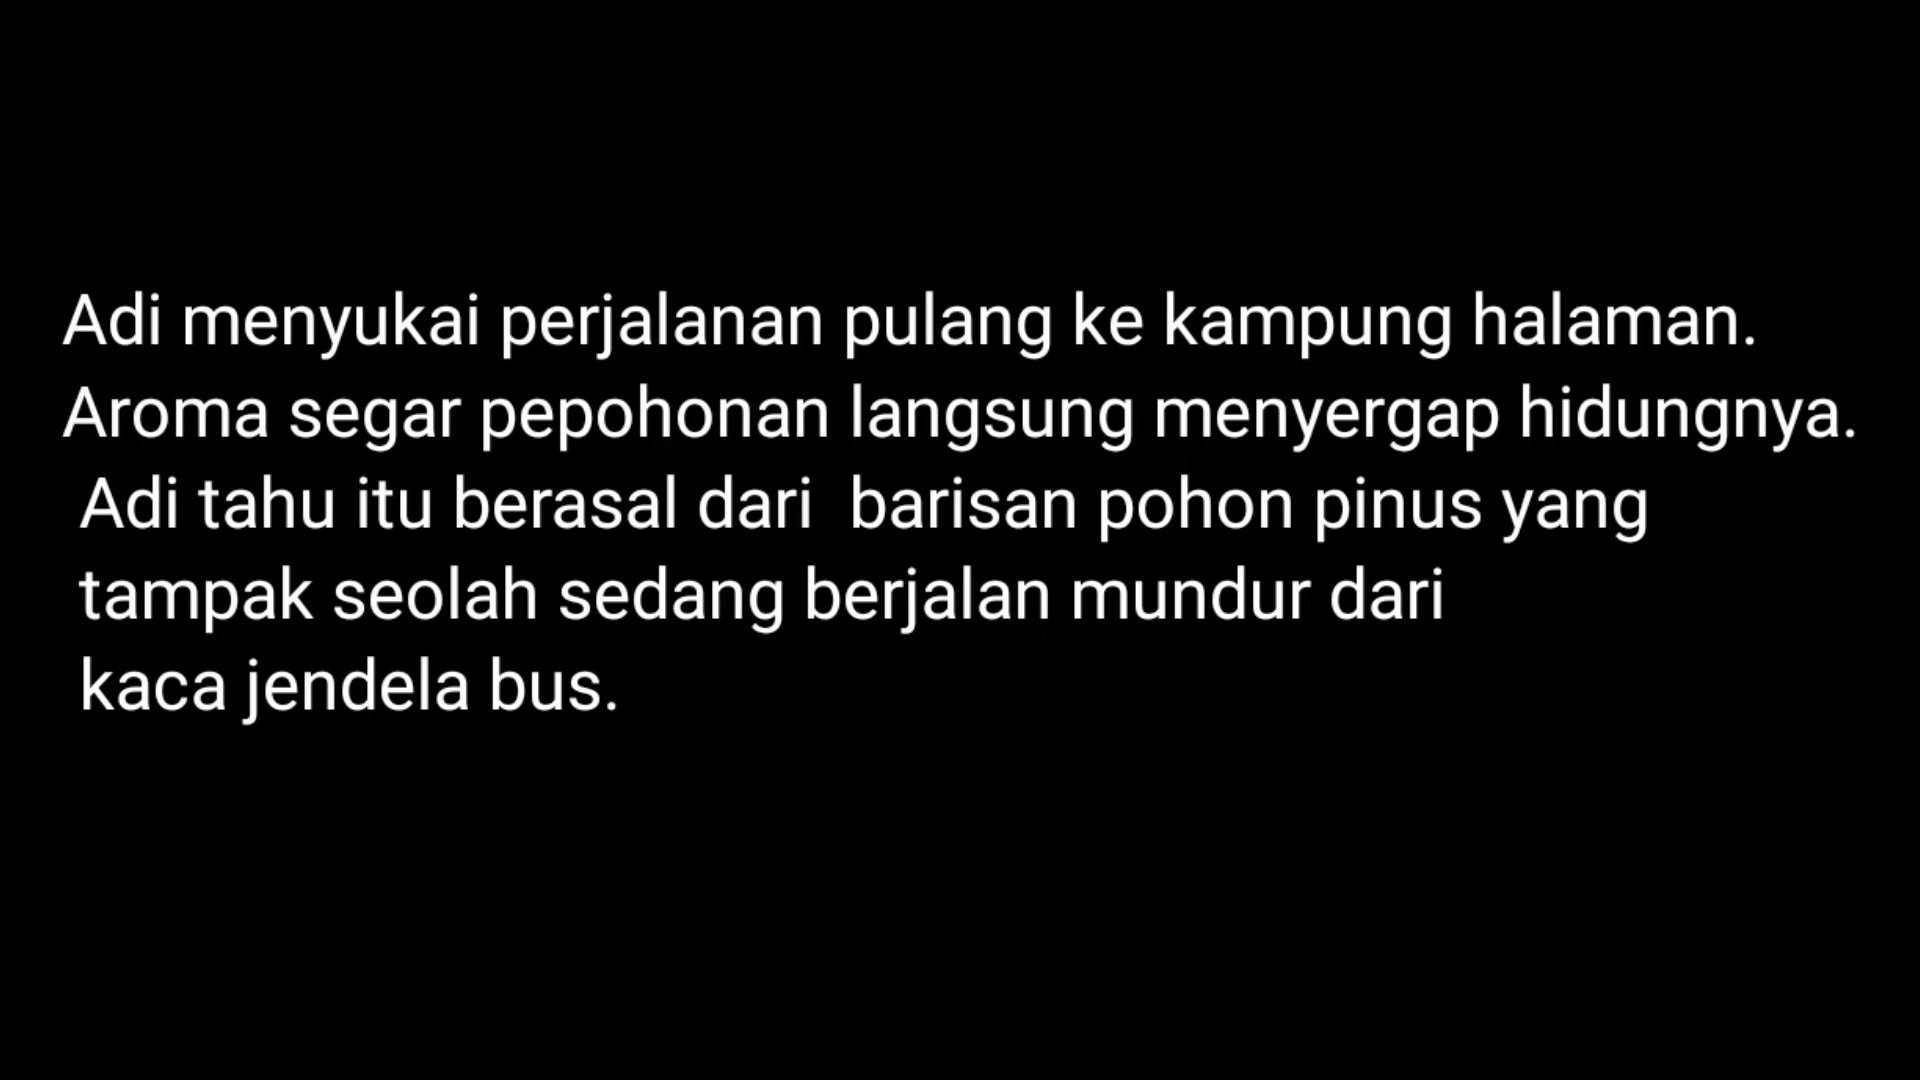 Adi menyukai perjalanan pulang ke kampung halaman.
Aroma segar pepohonan langsung menyergap hidungnya.
Adi tahu itu berasal dari  barisan pohon pinus yang
tampak seolah sedang berjalan mundur dari
kaca jendela bus.